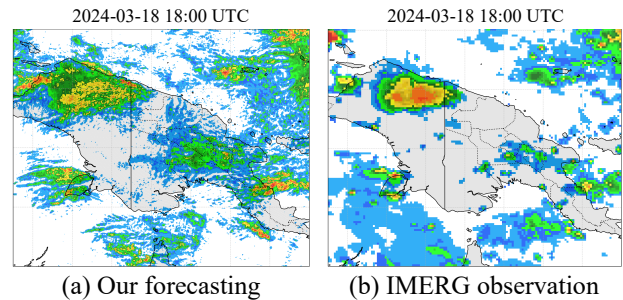 2024-03-18 18:00 UTC
2024-03-18 18:00 UTC
(a) Our forecasting
(b) IMERG observation